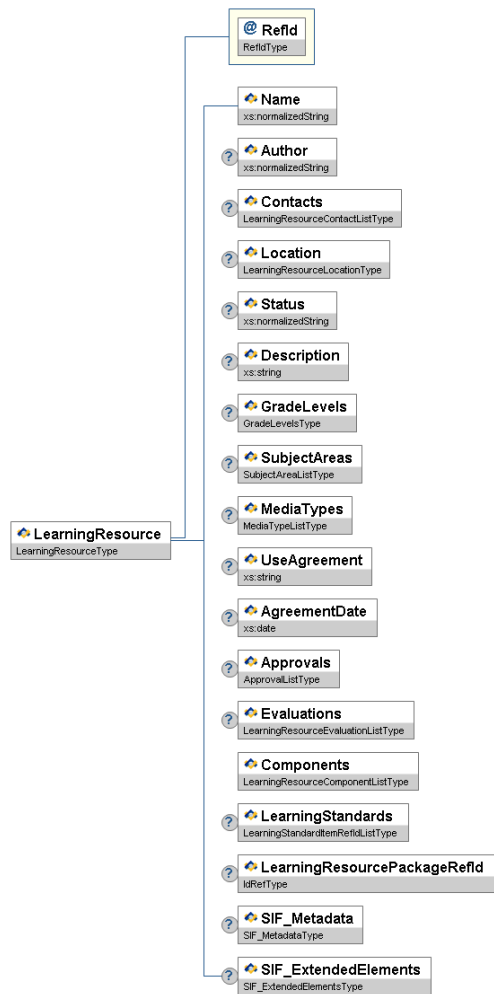 @ RefId
RefIdType
Name
xs:normalizedString
? Author
xs:normalizedString
? Contacts
LearningResourceContactListType
? Location
LearningResourceLocationType
? Status
xs:normalizedString
? Description
xs:string
? GradeLevels
GradeLevelsType
? SubjectAreas
SubjectAreaListType
? MediaTypes
MediaTypeListType
LearningResource
LearningResourceType
? UseAgreement
xs:string
? AgreementDate
xs:date
? Approvals
ApprovalListType
? Evaluations
LearningResourceEvaluationListType
Components
LearningResourceComponentListType
? LearningStandards
LearningStandardItemRefIdListType
? LearningResourcePackageRefId
IdRefType
? SIF_Metadata
SIF_MetadataType
? SIF_ExtendedElements
SIF_ExtendedElementsType